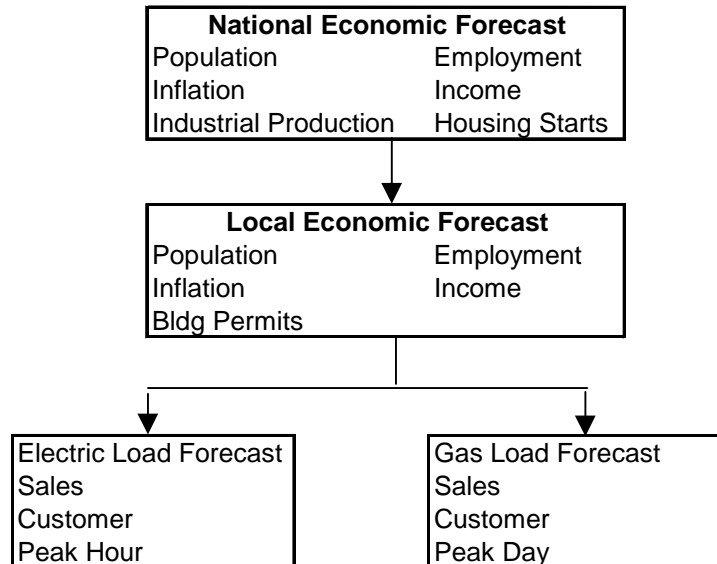 National Economic Forecast
Population Employment
Inflation Income
Industrial Production Housing Starts
Local Economic Forecast
Population Employment
Inflation Income
Bldg Permits
Electric Load Forecast
Sales
Customer
Peak Hour
Gas Load Forecast
Sales
Customer
Peak Day